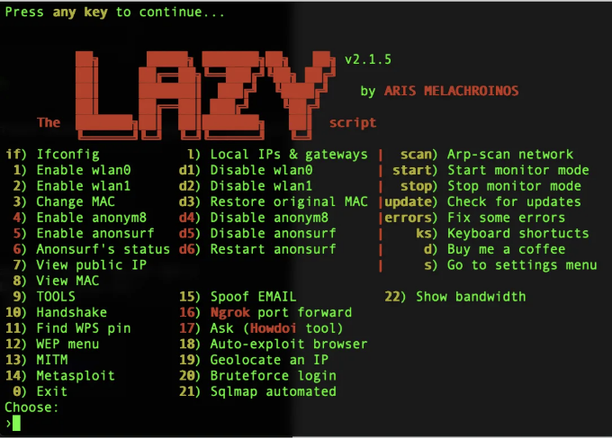 Press any key to continue...
LAZY v2.1.5
by ARIS MELACHROINOS
The script
if) Ifconfig l) Local IPs & gateways | scan) Arp-scan network
1) Enable wlan0 d1) Disable wlan0 | start) Start monitor mode
2) Enable wlan1 d2) Disable wlan1 | stop) Stop monitor mode
3) Change MAC d3) Restore original MAC |update) Check for updates
4) Enable anonym8 d4) Disable anonym8 |errors) Fix some errors
5) Enable anonsurf d5) Disable anonsurf | ks) Keyboard shortucts
6) Anonsurf's status d6) Restart anonsurf | d) Buy me a coffee
7) View public IP | s) Go to settings menu
8) View MAC
9) TOOLS 15) Spoof EMAIL 22) Show bandwidth
10) Handshake 16) Ngrok port forward
11) Find WPS pin 17) Ask (Howdoi tool)
12) WEP menu 18) Auto-exploit browser
13) MITM 19) Geolocate an IP
14) Metasploit 20) Bruteforce login
0) Exit 21) Sqlmap automated
Choose:
›